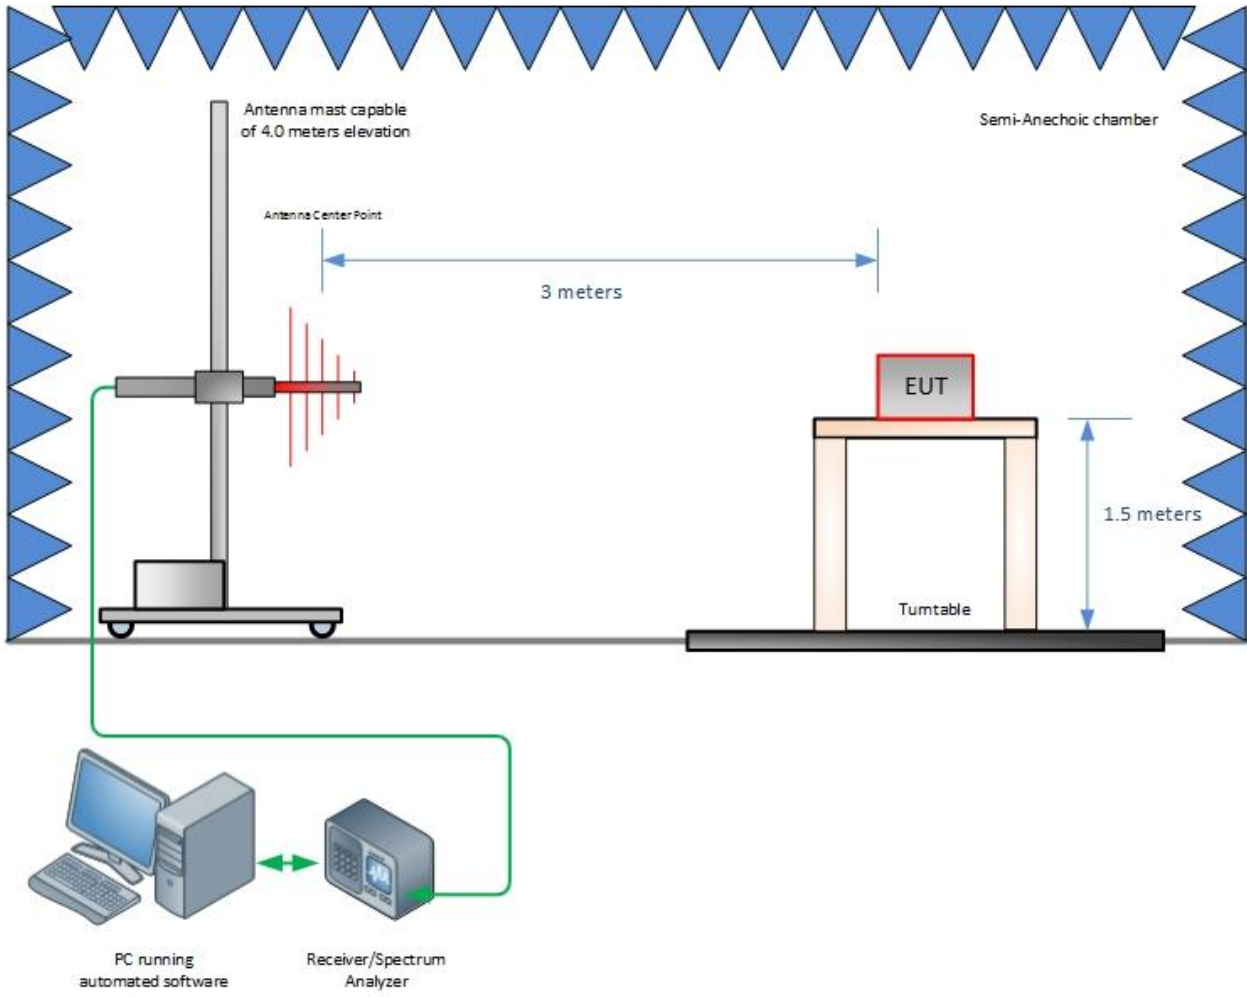 Antenna mast capable
of 4.0 meters elevation
Semi-Anechoic chamber
Antenna Center Point
3 meters
EUT
1.5 meters
Turntable
PC running
automated software
Receiver/Spectrum
Analyzer